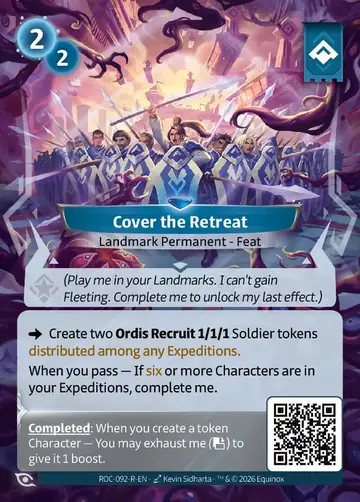 2
2
Cover the Retreat
Landmark Permanent - Feat
(Play me in your Landmarks. I can't gain
Fleeting. Complete me to unlock my last effect.)
Create two Ordis Recruit 1/1/1 Soldier tokens
distributed among any Expeditions.
When you pass — If six or more Characters are in
your Expeditions, complete me.
Completed: When you create a token
Character — You may exhaust me () to
give it 1 boost.
ROC-092-R-EN - Kevin Sidharta - ™ & © 2026 Equinox